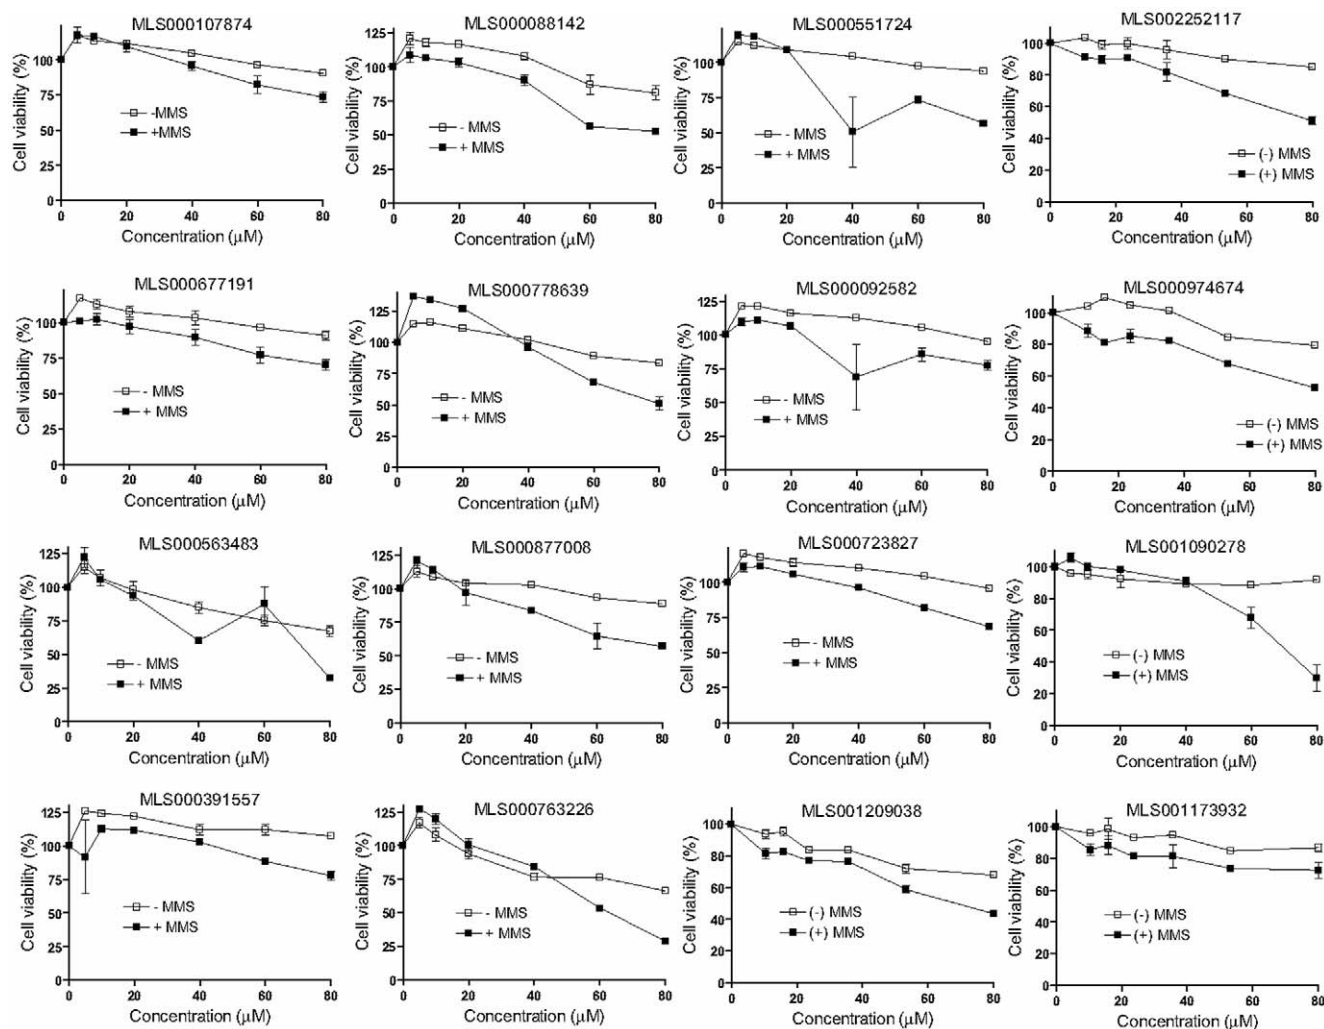 MLS000107874
Cell viability (%)
100
75
50
25
0
-MMS
+MMS
0 20 40 60 80
Concentration (μM)
MLS000088142
Cell viability (%)
125
100
75
50
25
0
- MMS
+ MMS
0 20 40 60 80
Concentration (μM)
MLS000551724
Cell viability (%)
100
75
50
25
0
- MMS
+ MMS
0 20 40 60 80
Concentration (μM)
MLS002252117
Cell viability (%)
100
80
60
40
20
0
(-) MMS
(+) MMS
0 20 40 60 80
Concentration (μM)
MLS000677191
Cell viability (%)
100
75
50
25
0
- MMS
+ MMS
0 20 40 60 80
Concentration (μM)
MLS000778639
Cell viability (%)
125
100
75
50
25
0
- MMS
+ MMS
0 20 40 60 80
Concentration (μM)
MLS000092582
Cell viability (%)
125
100
75
50
25
0
- MMS
+ MMS
0 20 40 60 80
Concentration (μM)
MLS000974674
Cell viability (%)
100
80
60
40
20
0
(-) MMS
(+) MMS
0 20 40 60 80
Concentration (μM)
MLS000563483
Cell viability (%)
125
100
75
50
25
0
- MMS
+ MMS
0 20 40 60 80
Concentration (μM)
MLS000877008
Cell viability (%)
125
100
75
50
25
0
- MMS
+ MMS
0 20 40 60 80
Concentration (μM)
MLS000723827
Cell viability (%)
100
75
50
25
0
- MMS
+ MMS
0 20 40 60 80
Concentration (μM)
MLS001090278
Cell viability (%)
100
80
60
40
20
0
(-) MMS
(+) MMS
0 20 40 60 80
Concentration (μM)
MLS000391557
Cell viability (%)
125
100
75
50
25
0
- MMS
+ MMS
0 20 40 60 80
Concentration (μM)
MLS000763226
Cell viability (%)
125
100
75
50
25
0
- MMS
+ MMS
0 20 40 60 80
Concentration (μM)
MLS001209038
Cell viability (%)
100
80
60
40
20
0
(-) MMS
(+) MMS
0 20 40 60 80
Concentration (μM)
MLS001173932
Cell viability (%)
100
80
60
40
20
0
(-) MMS
(+) MMS
0 20 40 60 80
Concentration (μM)